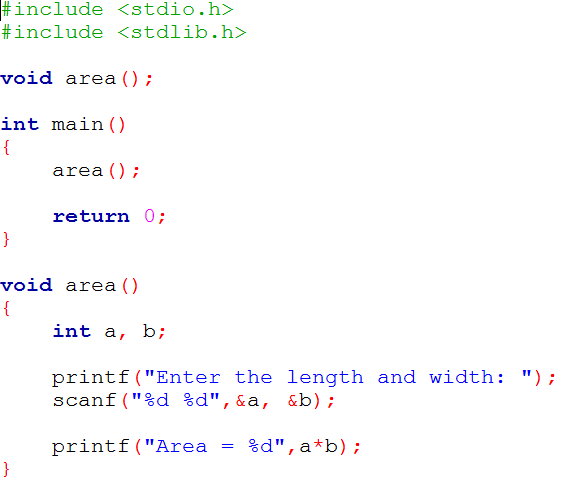 #include <stdio.h>
#include <stdlib.h>
void area();
int main()
{
area();
return 0;
}
void area()
{
int a, b;
printf("Enter the length and width: ");
scanf("%d %d",&a, &b);
printf("Area = %d",a*b);
}